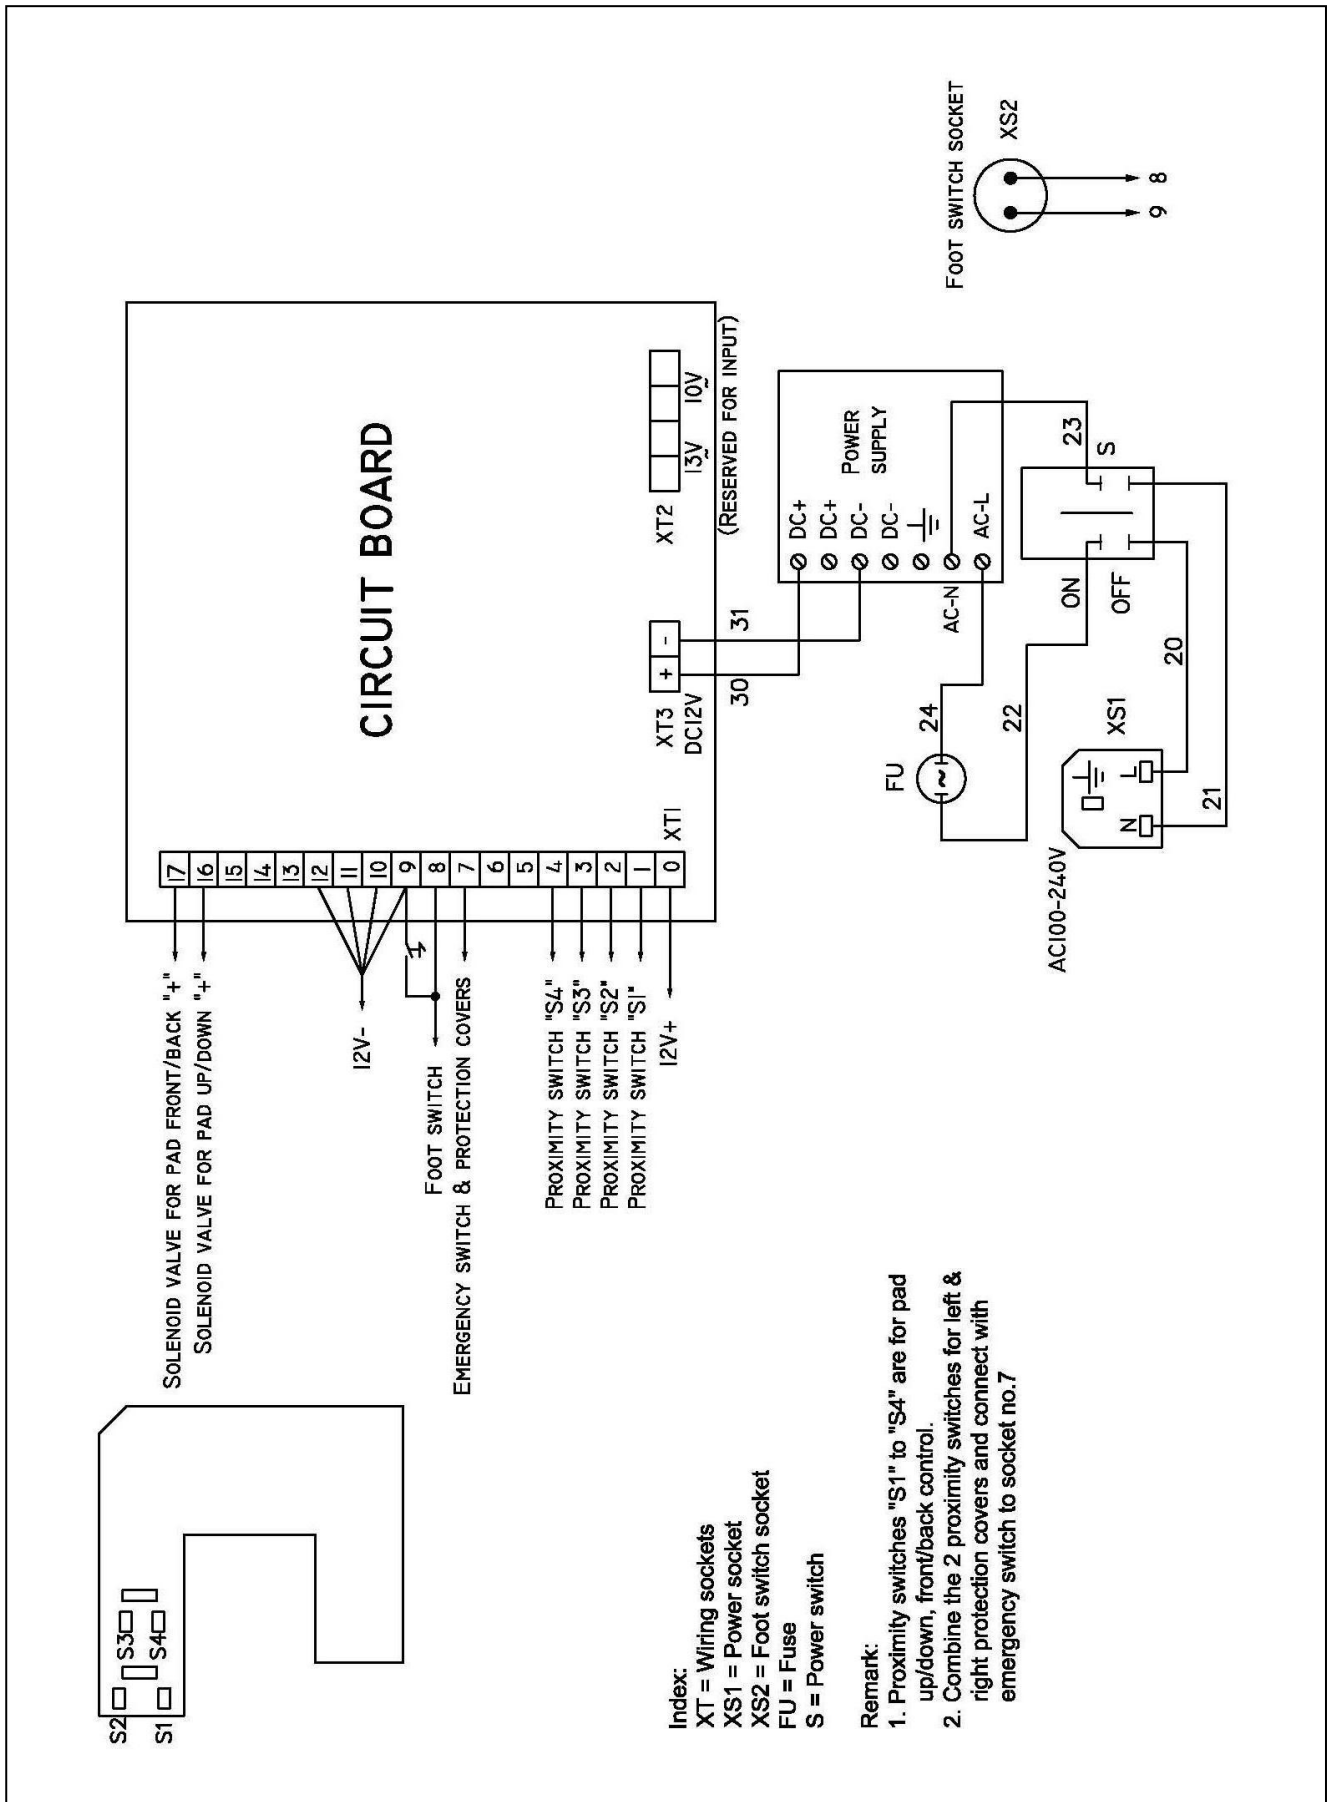 S2
S1
S3
S4
SOLENOID VALVE FOR PAD FRONT/BACK "+"
SOLENOID VALVE FOR PAD UP/DOWN "+"
12V-
FOOT SWITCH
EMERGENCY SWITCH & PROTECTION COVERS
PROXIMITY SWITCH "S4"
PROXIMITY SWITCH "S3"
PROXIMITY SWITCH "S2"
PROXIMITY SWITCH "S1"
12V+
17
16
15
14
13
12
11
10
9
8
7
6
5
4
3
2
1
0
XT1
CIRCUIT BOARD
XT3
DC12V
+
-
30
31
XT2
13V~
10V~
(RESERVED FOR INPUT)
FU
~
24
22
AC-N
POWER
SUPPLY
DC+
DC+
DC-
DC-
AC-L
ON
OFF
23
S
AC100-240V
N
L
XS1
20
21
FOOT SWITCH SOCKET
XS2
9
8
Index:
XT = Wiring sockets
XS1 = Power socket
XS2 = Foot switch socket
FU = Fuse
S = Power switch
Remark:
1. Proximity switches "S1" to "S4" are for pad
up/down, front/back control.
2. Combine the 2 proximity switches for left &
right protection covers and connect with
emergency switch to socket no.7